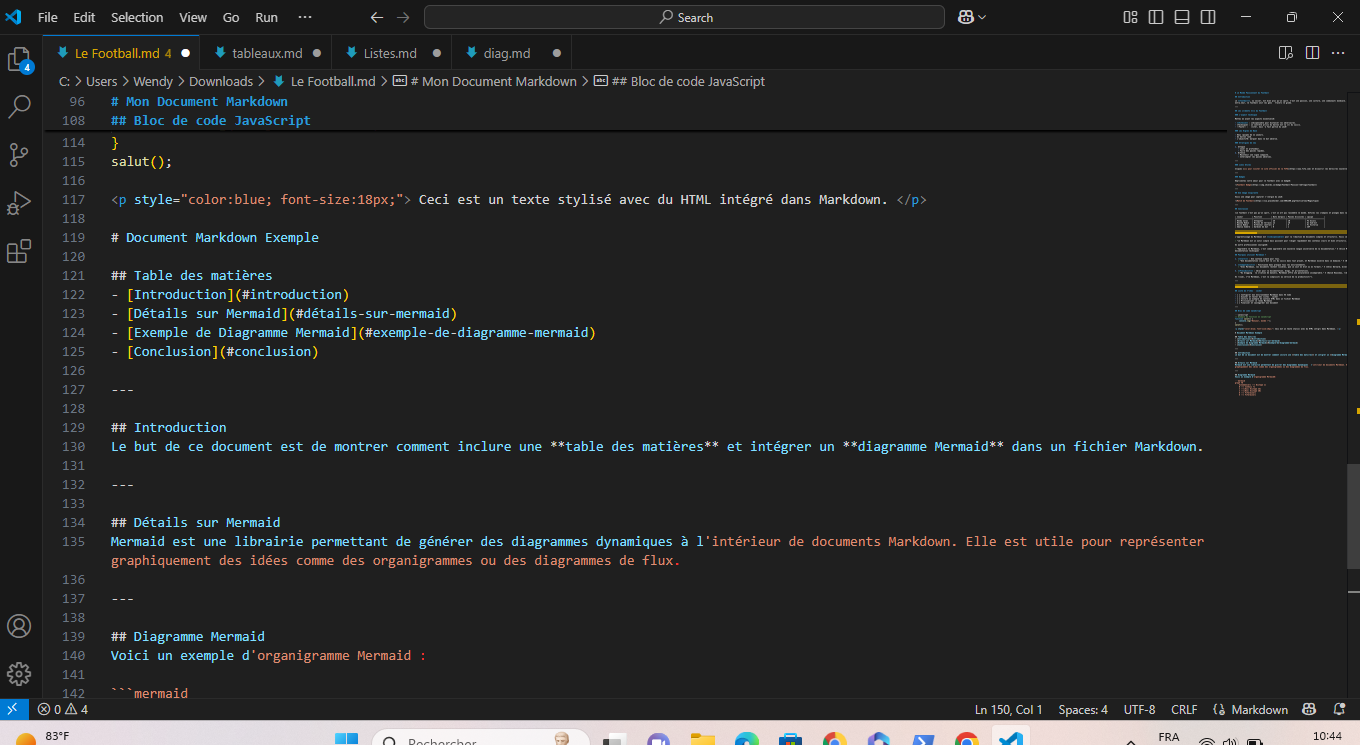 File Edit Selection View Go Run ··· Search
Le Football.md 4 tableaux.md Listes.md diag.md
C: > Users > Wendy > Downloads > Le Football.md > # Mon Document Markdown > ## Bloc de code JavaScript
96 # Mon Document Markdown
108 ## Bloc de code JavaScript
114 }
115 salut();
116
117 <p style="color:blue; font-size:18px;"> Ceci est un texte stylisé avec du HTML intégré dans Markdown. </p>
118
119 # Document Markdown Exemple
120
121 ## Table des matières
122 - [Introduction](#introduction)
123 - [Détails sur Mermaid](#détails-sur-mermaid)
124 - [Exemple de Diagramme Mermaid](#exemple-de-diagramme-mermaid)
125 - [Conclusion](#conclusion)
126
127 ---
128
129 ## Introduction
130 Le but de ce document est de montrer comment inclure une **table des matières** et intégrer un **diagramme Mermaid** dans un fichier Markdown.
131
132 ---
133
134 ## Détails sur Mermaid
135 Mermaid est une librairie permettant de générer des diagrammes dynamiques à l'intérieur de documents Markdown. Elle est utile pour représenter
graphiquement des idées comme des organigrammes ou des diagrammes de flux.
136
137 ---
138
139 ## Diagramme Mermaid
140 Voici un exemple d'organigramme Mermaid :
141
142 ```mermaid
4
0 4 Ln 150, Col 1 Spaces: 4 UTF-8 CRLF Markdown
83°F Rechercher FRA 10:44